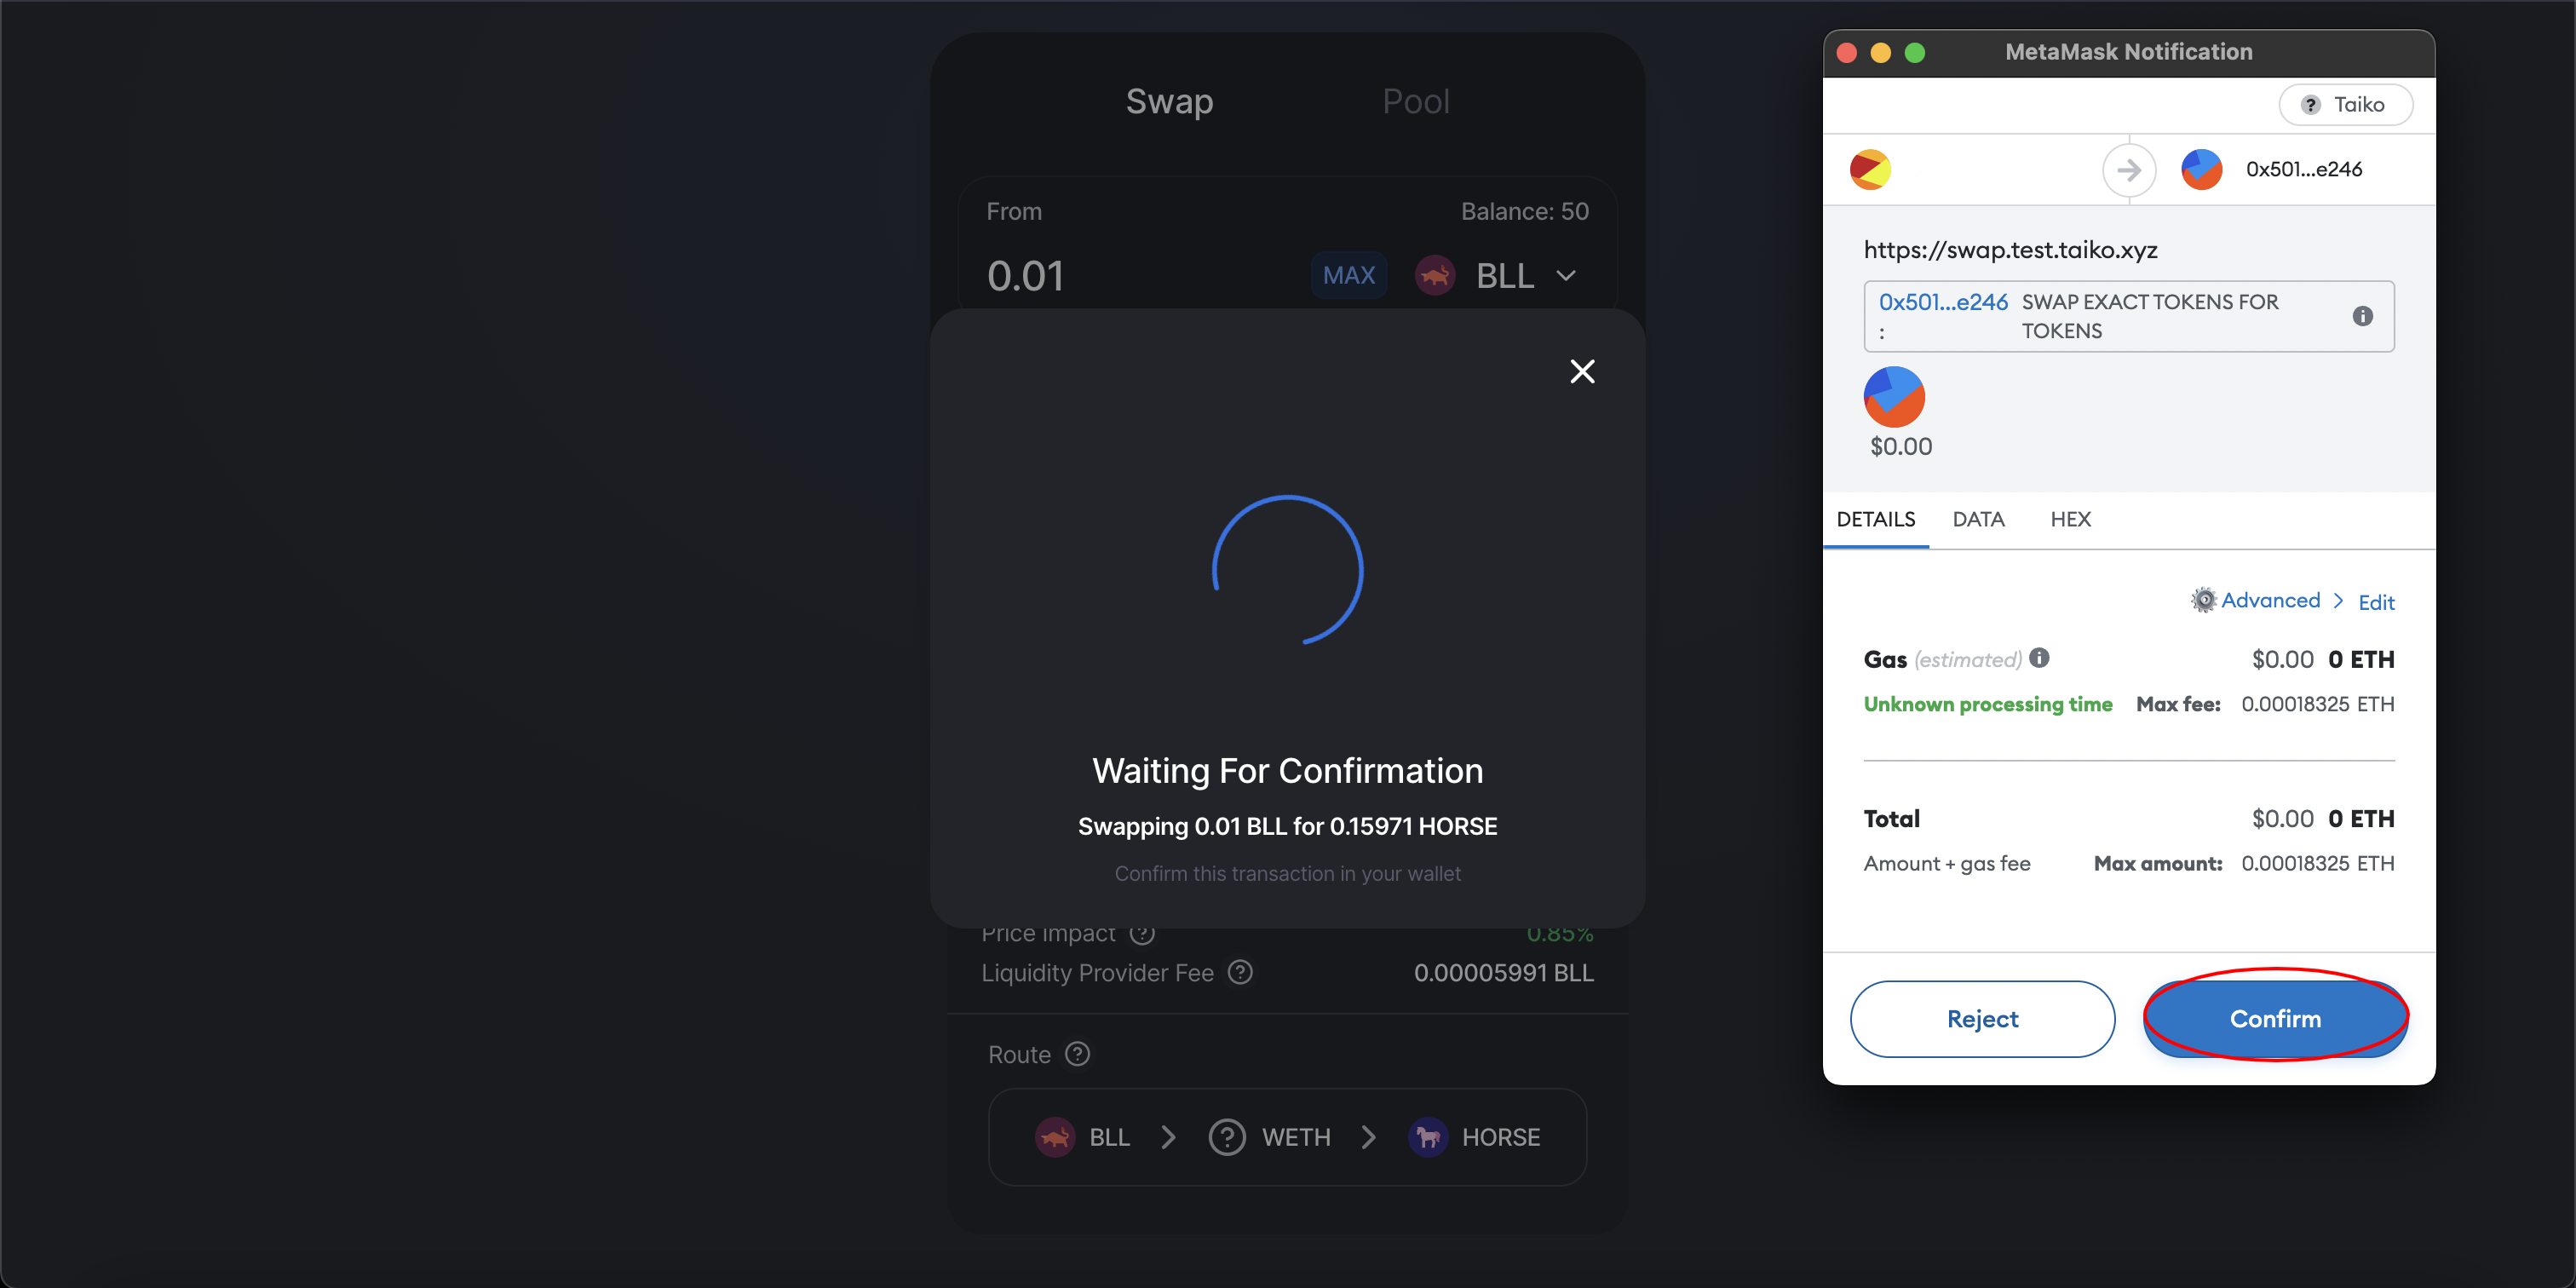 Swap Pool
From Balance: 50
0.01 MAX BLL
Waiting For Confirmation
Swapping 0.01 BLL for 0.15971 HORSE
Confirm this transaction in your wallet
Price Impact ? 0.85%
Liquidity Provider Fee ? 0.00005991 BLL
Route ?
BLL > ? WETH > HORSE
MetaMask Notification
? Taiko
0x501...e246
https://swap.test.taiko.xyz
0x501...e246 SWAP EXACT TOKENS FOR
: TOKENS
$0.00
DETAILS DATA HEX
Advanced > Edit
Gas (estimated) $0.00 0 ETH
Unknown processing time Max fee: 0.00018325 ETH
Total $0.00 0 ETH
Amount + gas fee Max amount: 0.00018325 ETH
Reject Confirm